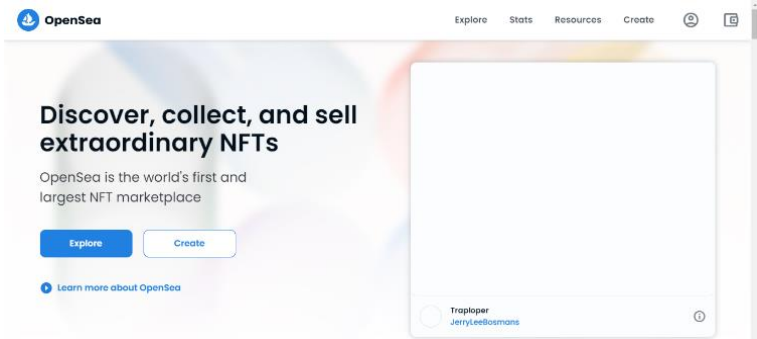 OpenSea
Explore Stats Resources Create
Discover, collect, and sell
extraordinary NFTs
OpenSea is the world's first and
largest NFT marketplace
Explore Create
Learn more about OpenSea
Traploper
JerryLeeBosmans